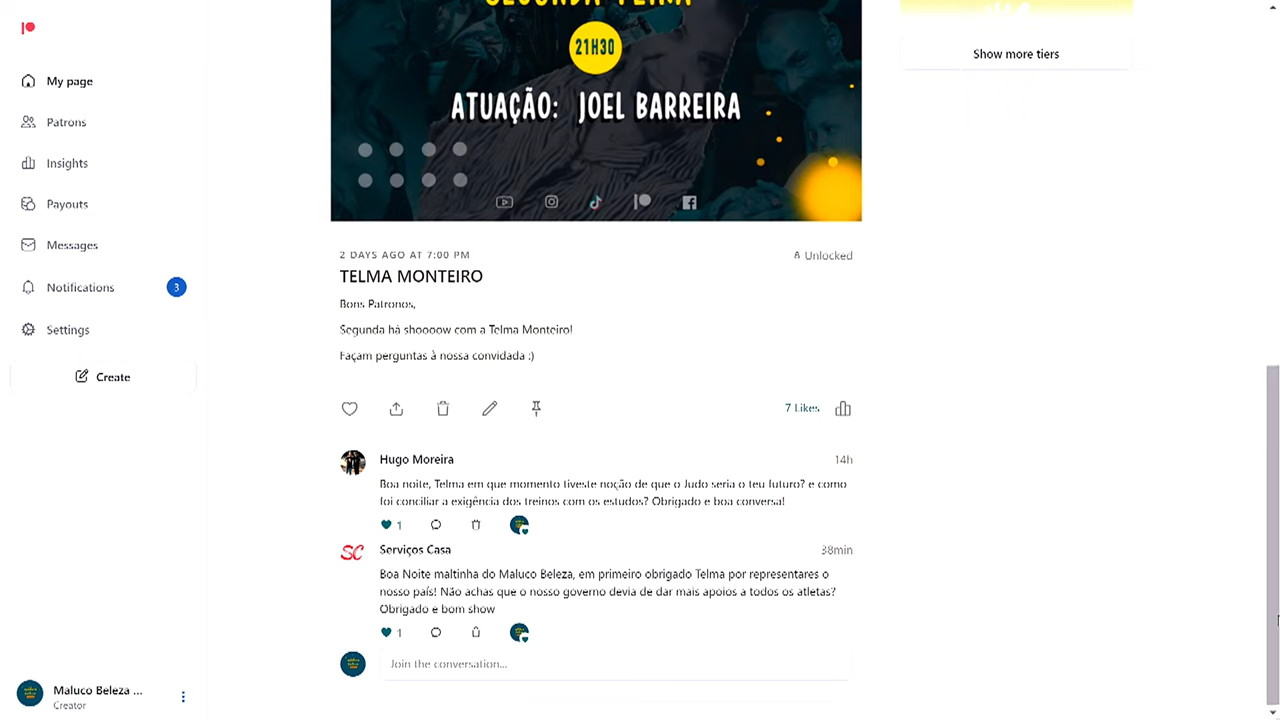 SEGUNDA-FEIRA
21H30
ATUAÇÃO: JOEL BARREIRA
Show more tiers
My page
Patrons
Insights
Payouts
Messages
Notifications
3
Settings
Create
2 DAYS AGO AT 7:00 PM
Unlocked
TELMA MONTEIRO
Bons Patronos,
Segunda há shoooow com a Telma Monteiro!
Façam perguntas à nossa convidada :)
7 Likes
Hugo Moreira
14h
Boa noite, Telma em que momento tiveste noção de que o Judo seria o teu futuro? e como
foi conciliar a exigência dos treinos com os estudos? Obrigado e boa conversa!
1
SC
Serviços Casa
38min
Boa Noite maltinha do Maluco Beleza, em primeiro obrigado Telma por representares o
nosso país! Não achas que o nosso governo devia de dar mais apoios a todos os atletas?
Obrigado e bom show
1
Join the conversation...
Maluco Beleza ...
Creator